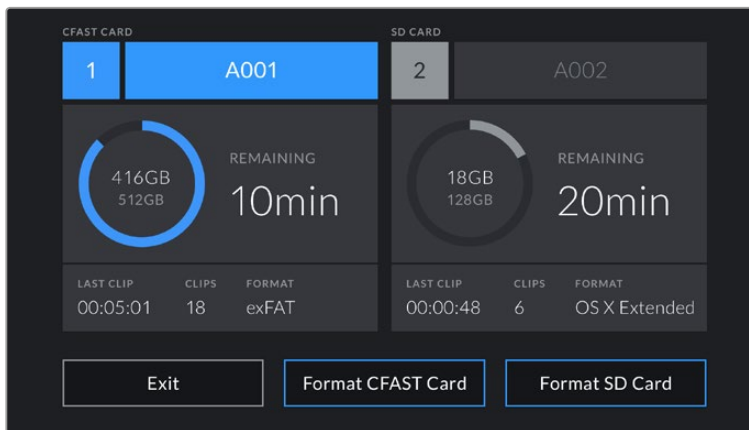 CFAST CARD
1 A001
416GB
512GB
REMAINING
10min
LAST CLIP CLIPS FORMAT
00:05:01 18 exFAT
SD CARD
2 A002
18GB
128GB
REMAINING
20min
LAST CLIP CLIPS FORMAT
00:00:48 6 OS X Extended
Exit Format CFAST Card Format SD Card